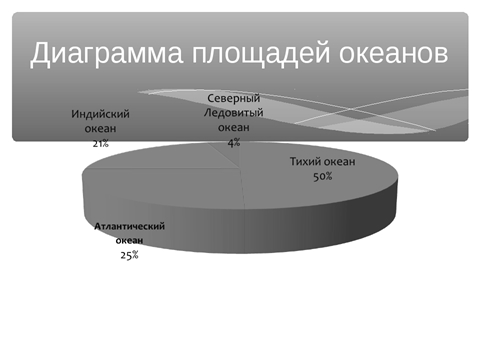 Диаграмма площадей океанов
Северный
Ледовитый
океан
4%
Индийский
океан
21%
Тихий океан
50%
Атлантический
океан
25%